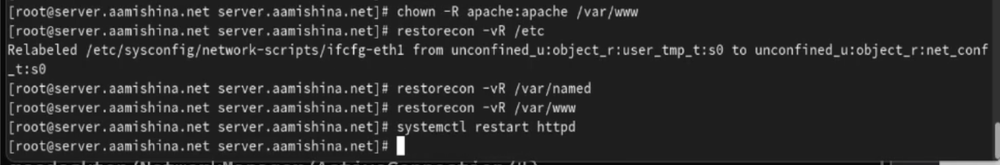 [root@server.aamishina.net server.aamishina.net]# chown -R apache:apache /var/www
[root@server.aamishina.net server.aamishina.net]# restorecon -vR /etc
Relabeled /etc/sysconfig/network-scripts/ifcfg-eth1 from unconfined_u:object_r:user_tmp_t:s0 to unconfined_u:object_r:net_conf
_t:s0
[root@server.aamishina.net server.aamishina.net]# restorecon -vR /var/named
[root@server.aamishina.net server.aamishina.net]# restorecon -vR /var/www
[root@server.aamishina.net server.aamishina.net]# systemctl restart httpd
[root@server.aamishina.net server.aamishina.net]#